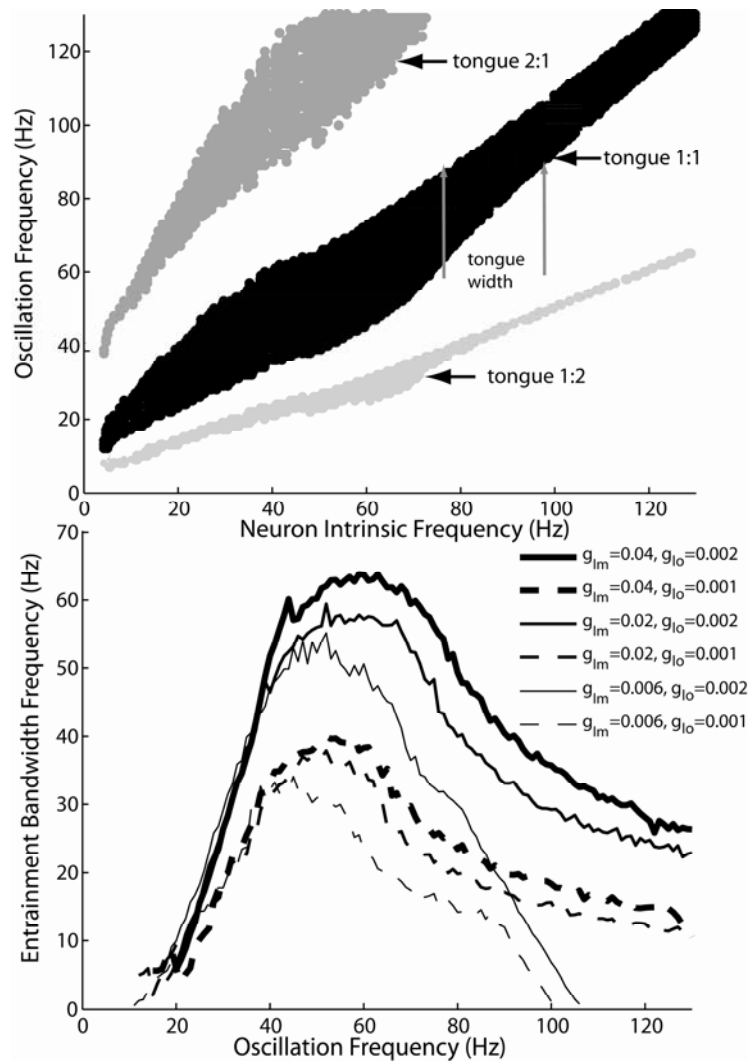 Oscillation Frequency (Hz)
120
100
80
60
40
20
0
tongue 2:1
tongue 1:1
tongue
width
tongue 1:2
20
40
60
80
100
120
Neuron Intrinsic Frequency (Hz)
Entrainment Bandwidth Frequency (Hz)
70
60
50
40
30
20
10
0
gIm=0.04, gIo=0.002
gIm=0.04, gIo=0.001
gIm=0.02, gIo=0.002
gIm=0.02, gIo=0.001
gIm=0.006, gIo=0.002
gIm=0.006, gIo=0.001
0
20
40
60
80
100
120
Oscillation Frequency (Hz)